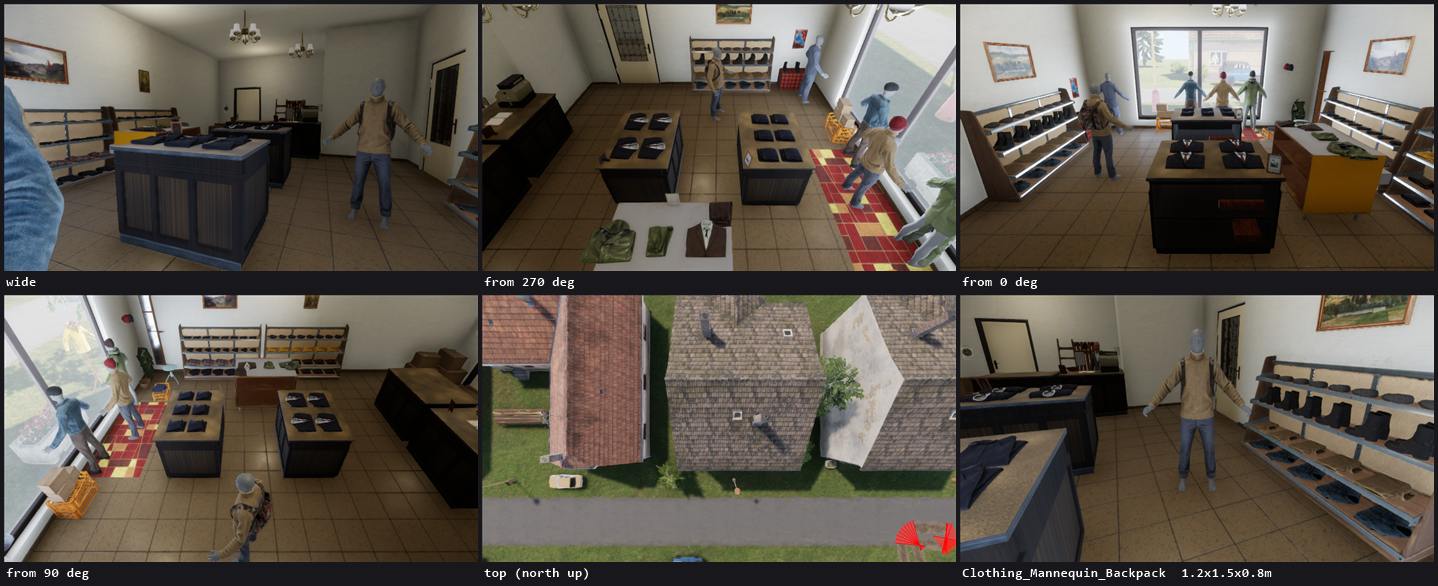 wide
from 270 deg
from 0 deg
from 90 deg
top (north up)
Clothing_Mannequin_Backpack  1.2x1.5x0.8m